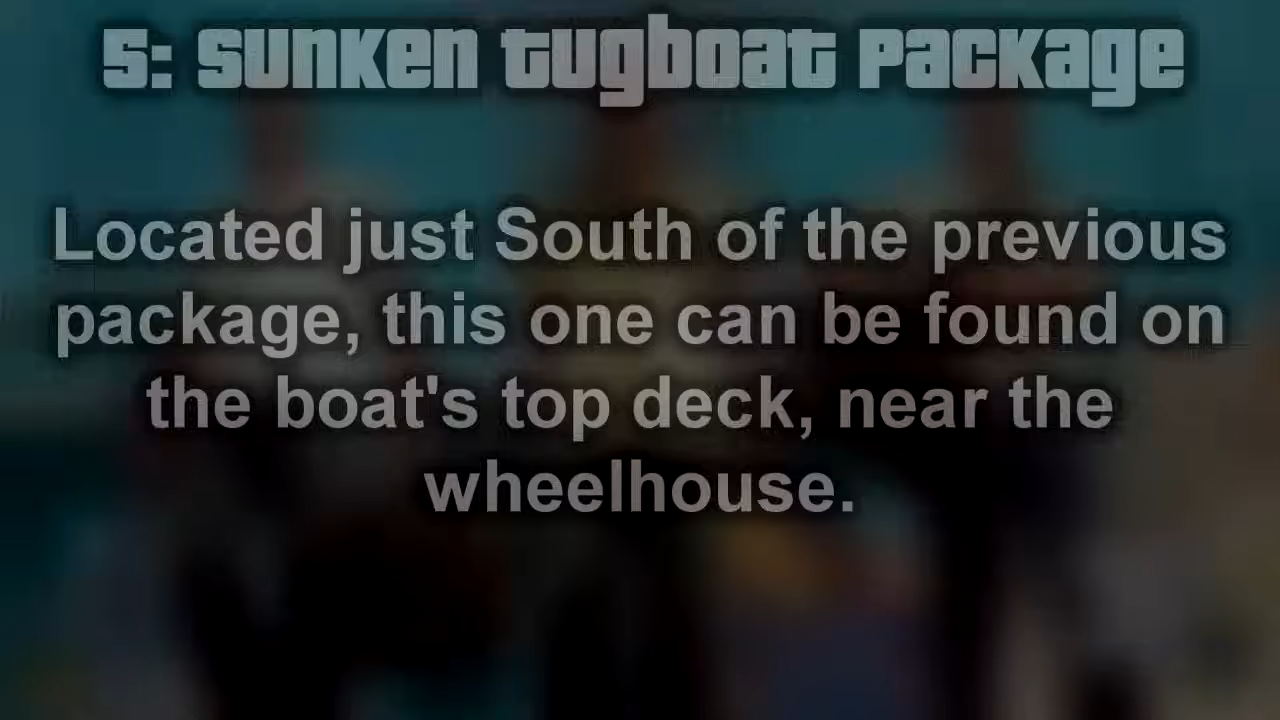 5: Sunken Tugboat Package
Located just South of the previous
package, this one can be found on
the boat's top deck, near the
wheelhouse.